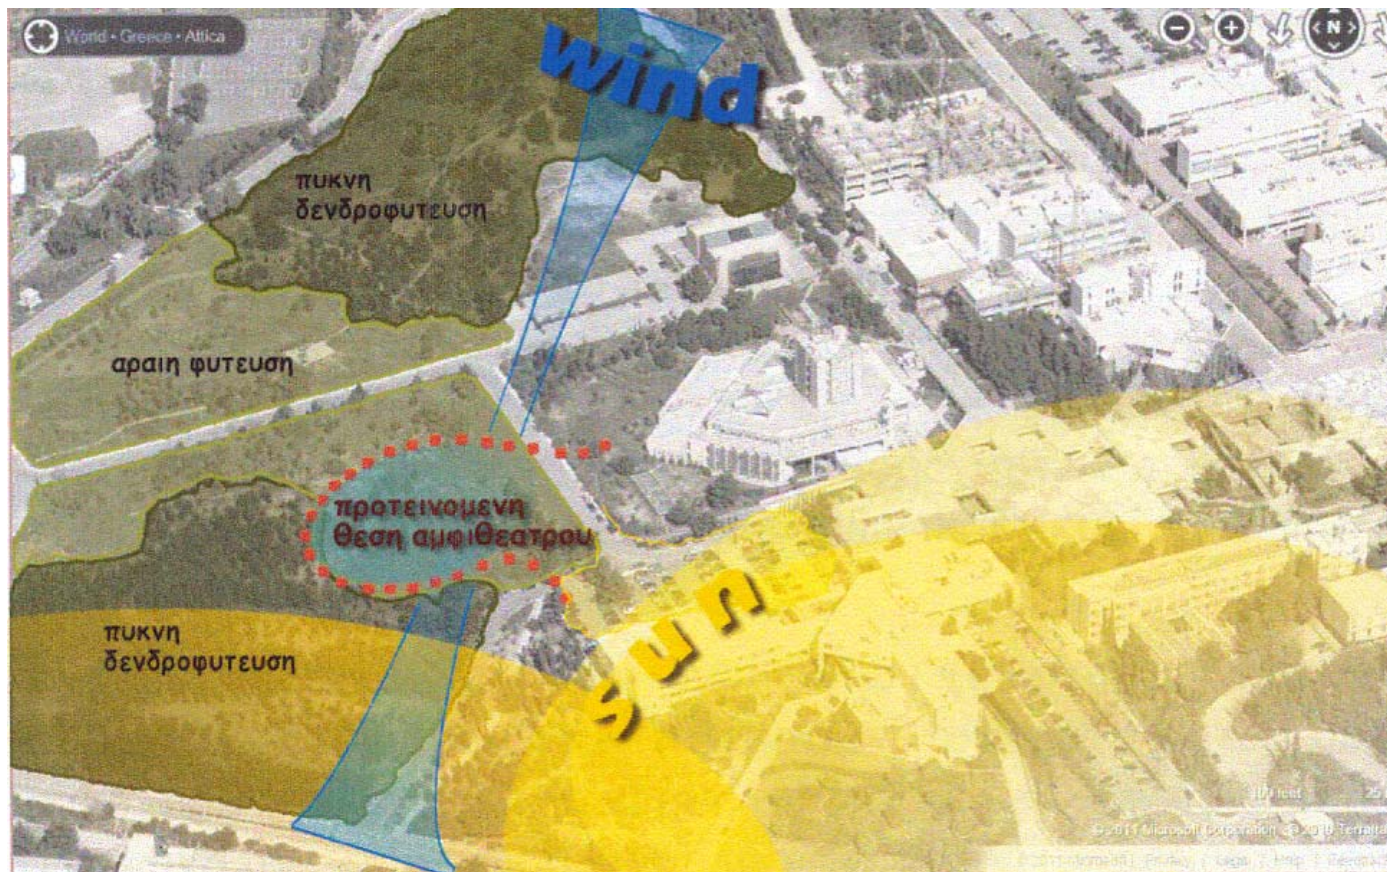 World • Greece • Attica
N
wind
πυκνη
δενδροφυτευση
αραιη φυτευση
προτεινομενη
θεση αμφιθεατρου
sun
πυκνη
δενδροφυτευση
© 2011 Microsoft Corporation